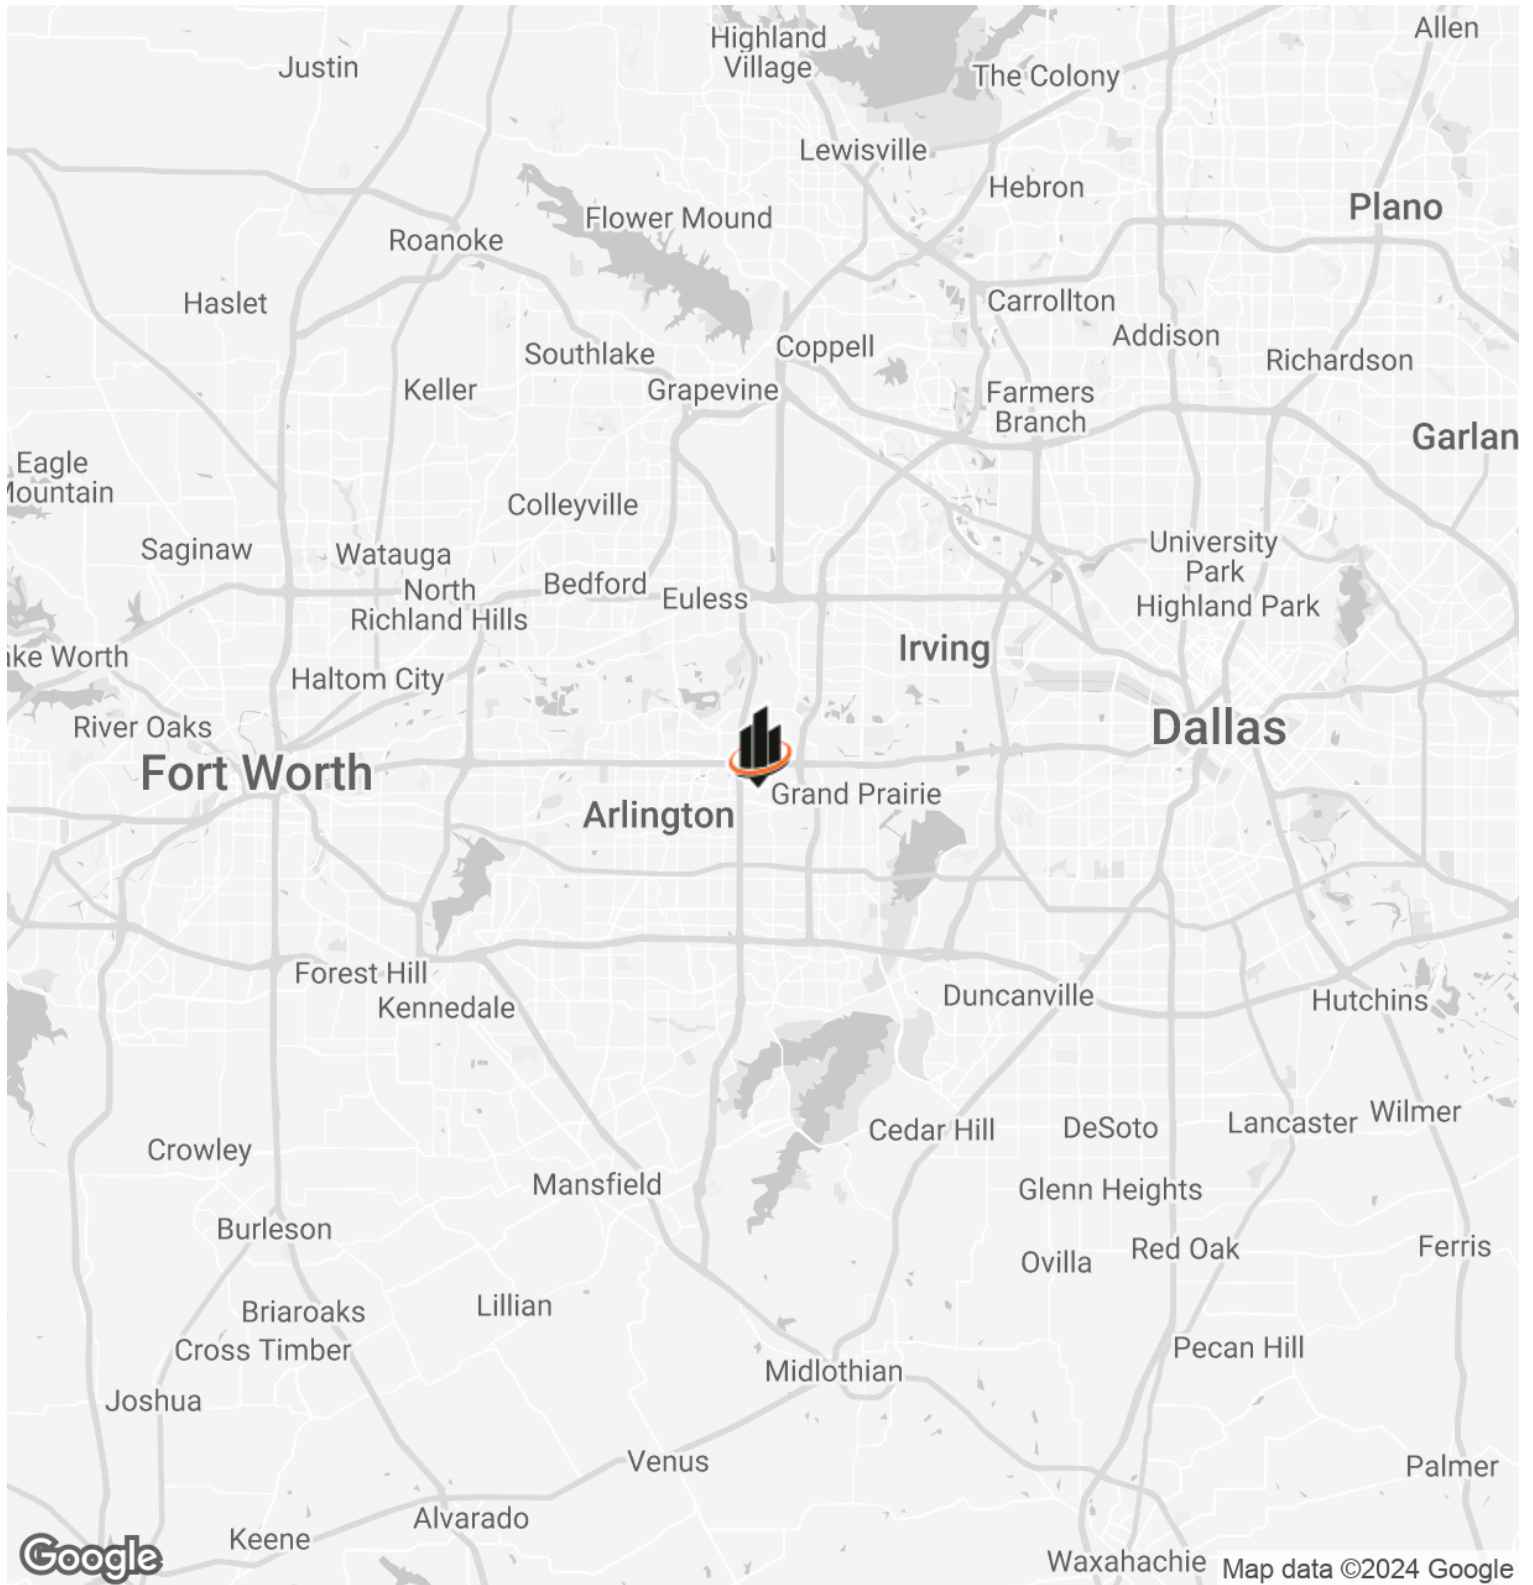 Allen
Highland
Village
Justin
The Colony
Lewisville
Hebron
Plano
Flower Mound
Roanoke
Haslet
Carrollton
Addison
Coppell
Southlake
Richardson
Keller
Grapevine
Farmers
Branch
Garlan
Eagle
Mountain
Colleyville
Saginaw
Watauga
University
Park
North
Richland Hills
Bedford
Euless
Highland Park
Irving
ake Worth
Haltom City
River Oaks
Dallas
Fort Worth
Grand Prairie
Arlington
Forest Hill
Kennedale
Duncanville
Hutchins
Cedar Hill
DeSoto
Lancaster
Wilmer
Crowley
Mansfield
Glenn Heights
Burleson
Red Oak
Ferris
Ovilla
Lillian
Briaroaks
Cross Timber
Pecan Hill
Midlothian
Joshua
Venus
Palmer
Alvarado
Keene
Google
Waxahachie
Map data ©2024 Google